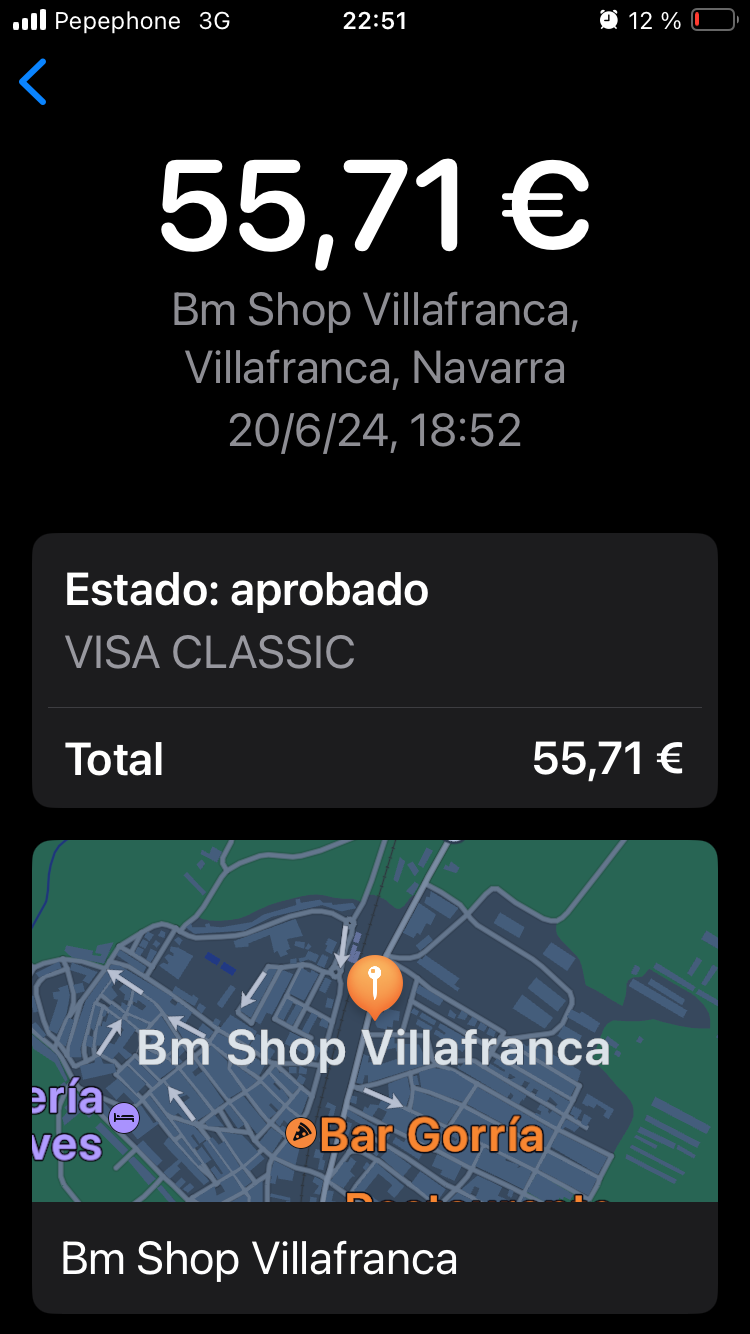 Pepephone 3G 22:51 12 %
55,71 €
Bm Shop Villafranca,
Villafranca, Navarra
20/6/24, 18:52
Estado: aprobado
VISA CLASSIC
Total 55,71 €
Bm Shop Villafranca
ería
ves
Bar Gorría
Restaurante
Bm Shop Villafranca